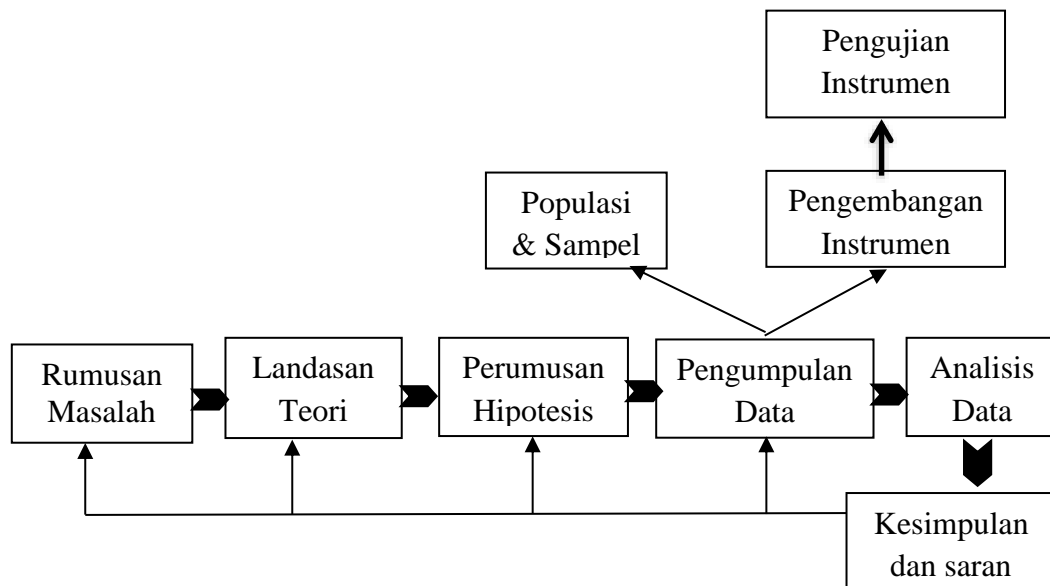 Pengujian
Instrumen
Populasi
& Sampel
Pengembangan
Instrumen
Rumusan
Masalah
Landasan
Teori
Perumusan
Hipotesis
Pengumpulan
Data
Analisis
Data
Kesimpulan
dan saran